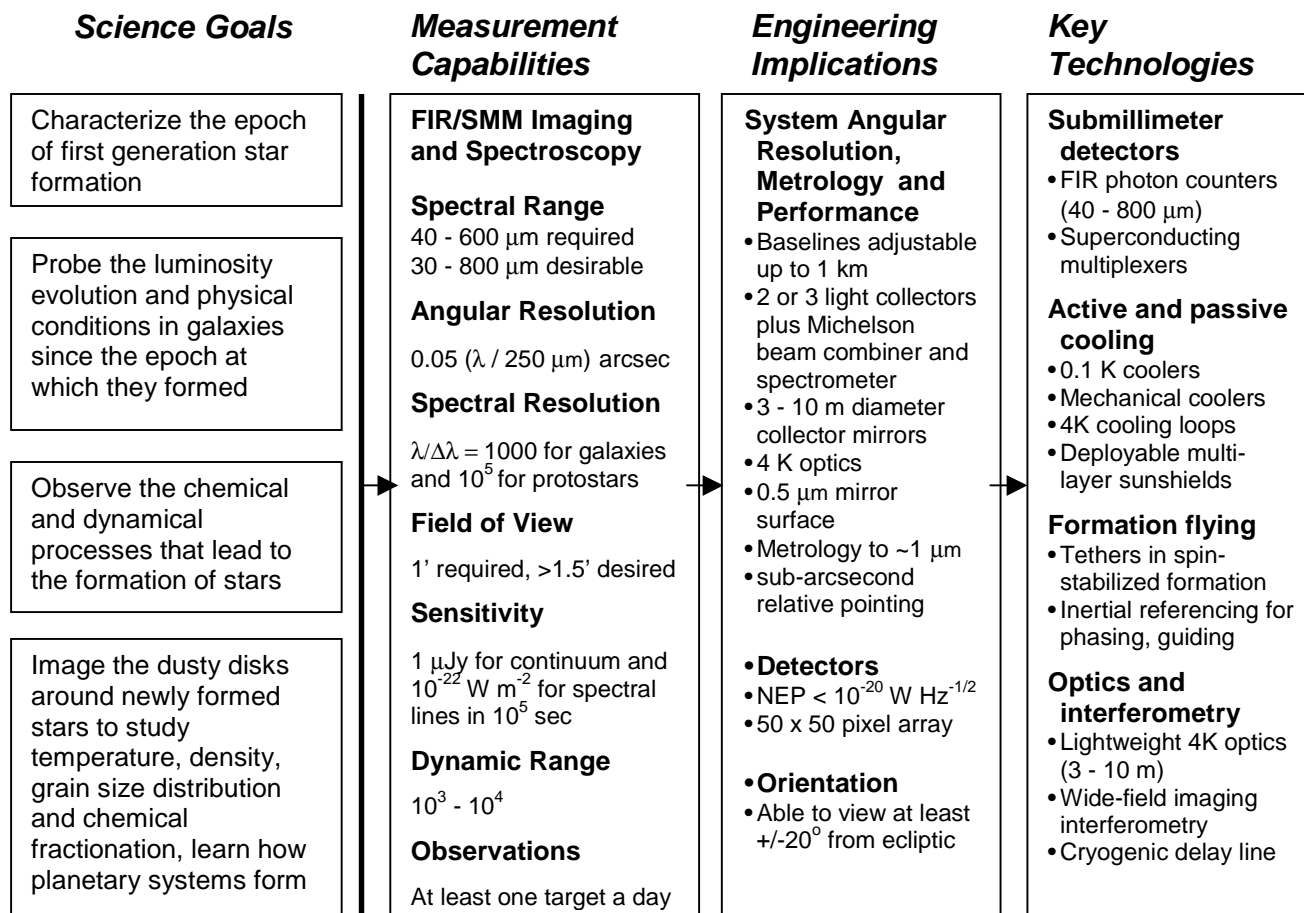 Science Goals
Characterize the epoch
of first generation star
formation
Probe the luminosity
evolution and physical
conditions in galaxies
since the epoch at
which they formed
Observe the chemical
and dynamical
processes that lead to
the formation of stars
Image the dusty disks
around newly formed
stars to study
temperature, density,
grain size distribution
and chemical
fractionation, learn how
planetary systems form
Measurement
Capabilities
FIR/SMM Imaging
and Spectroscopy
Spectral Range
40 - 600 μm required
30 - 800 μm desirable
Angular Resolution
0.05 (λ / 250 μm) arcsec
Spectral Resolution
λ/Δλ = 1000 for galaxies
and 10⁵ for protostars
Field of View
1' required, >1.5' desired
Sensitivity
1 μJy for continuum and
10⁻²² W m⁻² for spectral
lines in 10⁵ sec
Dynamic Range
10³ - 10⁴
Observations
At least one target a day
Engineering
Implications
System Angular
Resolution,
Metrology and
Performance
• Baselines adjustable
up to 1 km
• 2 or 3 light collectors
plus Michelson
beam combiner and
spectrometer
• 3 - 10 m diameter
collector mirrors
• 4 K optics
• 0.5 μm mirror
surface
• Metrology to ~1 μm
• sub-arcsecond
relative pointing
• Detectors
• NEP < 10⁻²⁰ W Hz⁻¹/²
• 50 x 50 pixel array
• Orientation
• Able to view at least
+/-20° from ecliptic
Key
Technologies
Submillimeter
detectors
• FIR photon counters
(40 - 800 μm)
• Superconducting
multiplexers
Active and passive
cooling
• 0.1 K coolers
• Mechanical coolers
• 4K cooling loops
• Deployable multi-
layer sunshields
Formation flying
• Tethers in spin-
stabilized formation
• Inertial referencing for
phasing, guiding
Optics and
interferometry
• Lightweight 4K optics
(3 - 10 m)
• Wide-field imaging
interferometry
• Cryogenic delay line